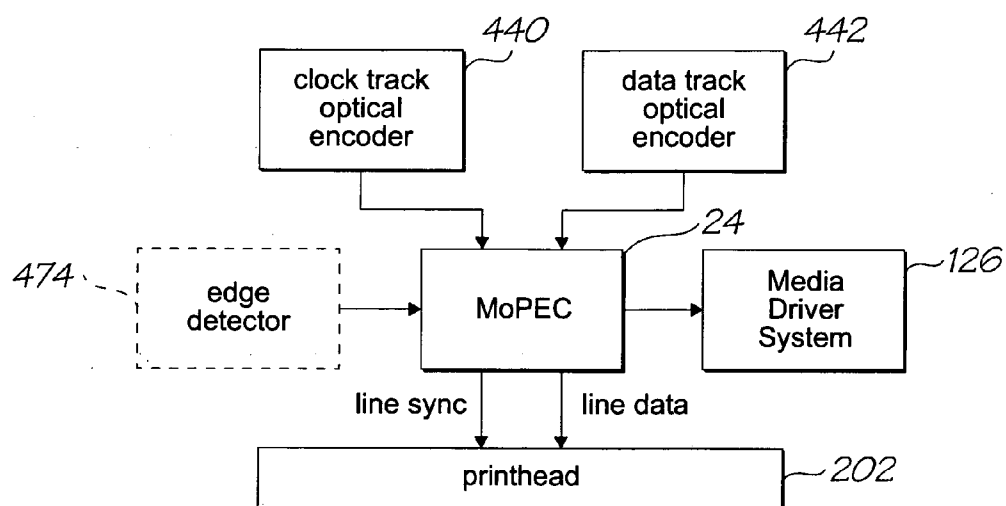 440
442
clock track
optical
encoder
data track
optical
encoder
24
474
edge
detector
MoPEC
Media
Driver
System
126
line sync
line data
printhead
202